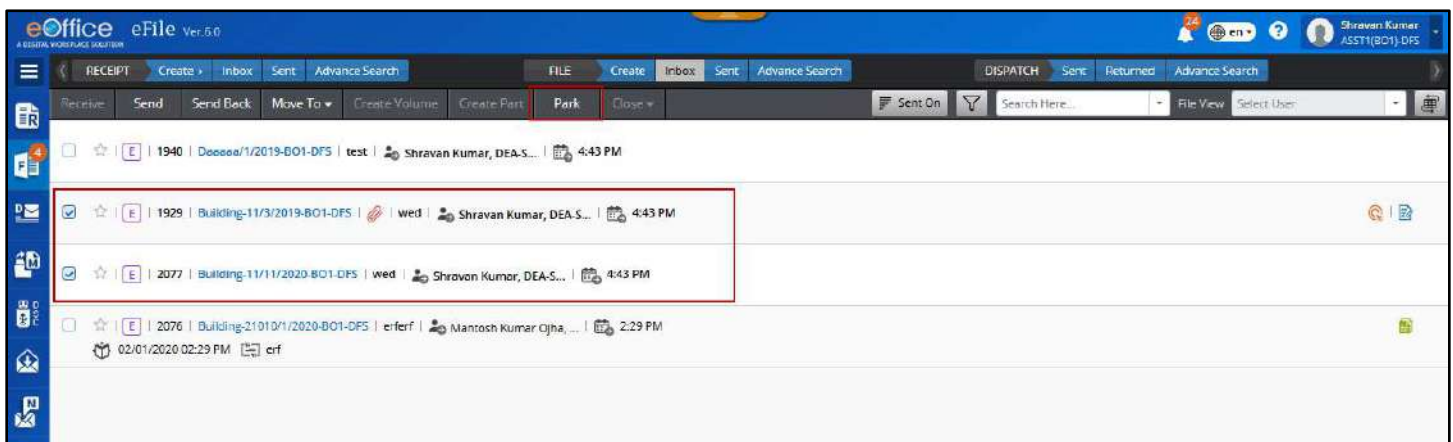 eOffice eFile Ver.6.0 24 en ? Shravan Kumar
A DIGITAL WORKPLACE SOLUTION ASST1(BO1)-DFS
RECEIPT Create Inbox Sent Advance Search FILE Create Inbox Sent Advance Search DISPATCH Sent Returned Advance Search
Receive Send Send Back Move To Create Volume Create Part Park Close Sent On Search Here... File View Select User
R
E | 1940 | Daaaaa/1/2019-BO1-DFS | test | Shravan Kumar, DEA-S... | 4:43 PM
4
F
E | 1929 | Building-11/3/2019-BO1-DFS | wed | Shravan Kumar, DEA-S... | 4:43 PM
D
E | 2077 | Building-11/11/2020-BO1-DFS | wed | Shravan Kumar, DEA-S... | 4:43 PM
M
DSC
E | 2076 | Building-21010/1/2020-BO1-DFS | erferf | Mantosh Kumar Ojha, ... | 2:29 PM
02/01/2020 02:29 PM erf
N